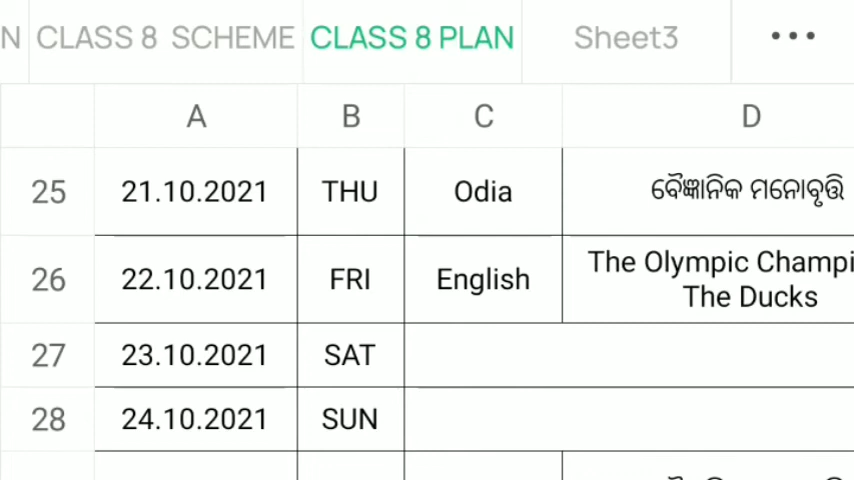 N CLASS 8 SCHEME CLASS 8 PLAN Sheet3
A B C D
25 21.10.2021 THU Odia ବୈଜ୍ଞାନିକ ମନୋବୃତ୍ତି
26 22.10.2021 FRI English The Olympic Champi
The Ducks
27 23.10.2021 SAT
28 24.10.2021 SUN